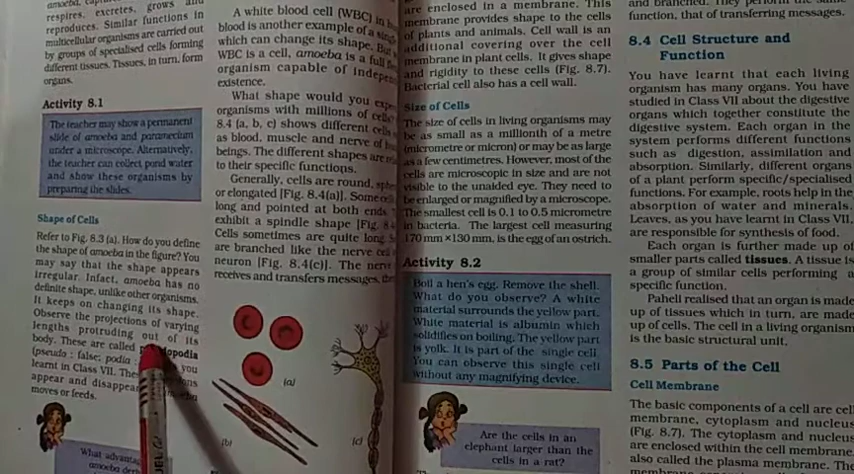 amoeba,
respires, excretes, grows and
reproduces. Similar functions in
multicellular organisms are carried out
by groups of specialised cells forming
different tissues. Tissues, in turn, form
organs.
Activity 8.1
The teacher may show a permanent
slide of amoeba and paramecium
under a microscope. Alternatively,
the teacher can collect pond water
and show these organisms by
preparing the slides.
Shape of Cells
Refer to Fig. 8.3 (a). How do you define
the shape of amoeba in the figure? You
may say that the shape appears
irregular. Infact, amoeba has no
definite shape, unlike other organisms.
It keeps on changing its shape.
Observe the projections of varying
lengths protruding out of its
body. These are called
(pseudo : false; podia : you
learnt in Class VII.
appear and disappear
moves or feeds.
What
amoeba
A white blood cell (WBC) in
blood is another example of a
which can change its shape. But
WBC is a cell, amoeba is a full
organism capable of
existence.
What shape would you
organisms with millions of
8.4 (a, b, c) shows different
as blood, muscle and nerve of
beings. The different shapes are
to their specific functions.
Generally, cells are round,
or elongated [Fig. 8.4(a)]. Some
long and pointed at both ends.
exhibit a spindle shape [Fig.
Cells sometimes are quite long.
are branched like the nerve
neuron [Fig. 8.4(c)]. The
receives and transfers messages,
(a)
(b)
(c)
are enclosed in a membrane. This
membrane provides shape to the cells
of plants and animals. Cell wall is an
additional covering over the cell
membrane in plant cells. It gives shape
and rigidity to these cells (Fig. 8.7).
Bacterial cell also has a cell wall.
Size of Cells
The size of cells in living organisms may
be as small as a millionth of a metre
(micrometre or micron) or may be as large
as a few centimetres. However, most of the
cells are microscopic in size and are not
visible to the unaided eye. They need to
be enlarged or magnified by a microscope.
The smallest cell is 0.1 to 0.5 micrometre
in bacteria. The largest cell measuring
170 mm ×130 mm, is the egg of an ostrich.
Activity 8.2
Boil a hen's egg. Remove the shell.
What do you observe? A white
material surrounds the yellow part.
White material is albumin which
solidifies on boiling. The yellow part
is yolk. It is part of the single cell.
You can observe this single cell
without any magnifying device.
Are the cells in an
elephant larger than the
cells in a rat?
and branched. They perform the same
function, that of transferring messages.
8.4 Cell Structure and
Function
You have learnt that each living
organism has many organs. You have
studied in Class VII about the digestive
organs which together constitute the
digestive system. Each organ in the
system performs different functions
such as digestion, assimilation and
absorption. Similarly, different organs
of a plant perform specific/specialised
functions. For example, roots help in the
absorption of water and minerals.
Leaves, as you have learnt in Class VII,
are responsible for synthesis of food.
Each organ is further made up of
smaller parts called tissues. A tissue is
a group of similar cells performing a
specific function.
Paheli realised that an organ is made
up of tissues which in turn, are made
up of cells. The cell in a living organism
is the basic structural unit.
8.5 Parts of the Cell
Cell Membrane
The basic components of a cell are cell
membrane, cytoplasm and nucleus
(Fig. 8.7). The cytoplasm and nucleus
are enclosed within the cell membrane,
also called the plasma membrane. The